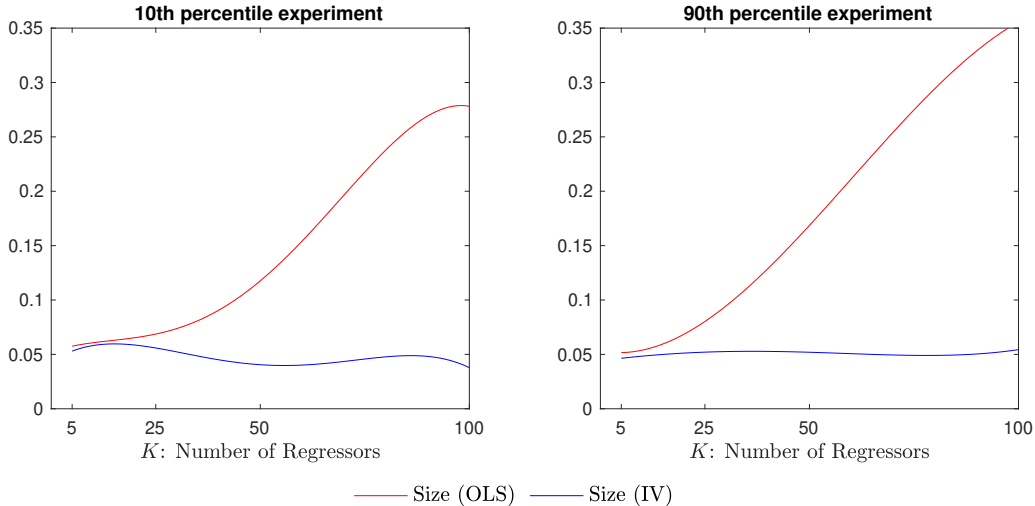 10th percentile experiment
0.35
0.3
0.25
0.2
0.15
0.1
0.05
0
5 25 50 100
K: Number of Regressors
90th percentile experiment
0.35
0.3
0.25
0.2
0.15
0.1
0.05
0
5 25 50 100
K: Number of Regressors
Size (OLS) Size (IV)